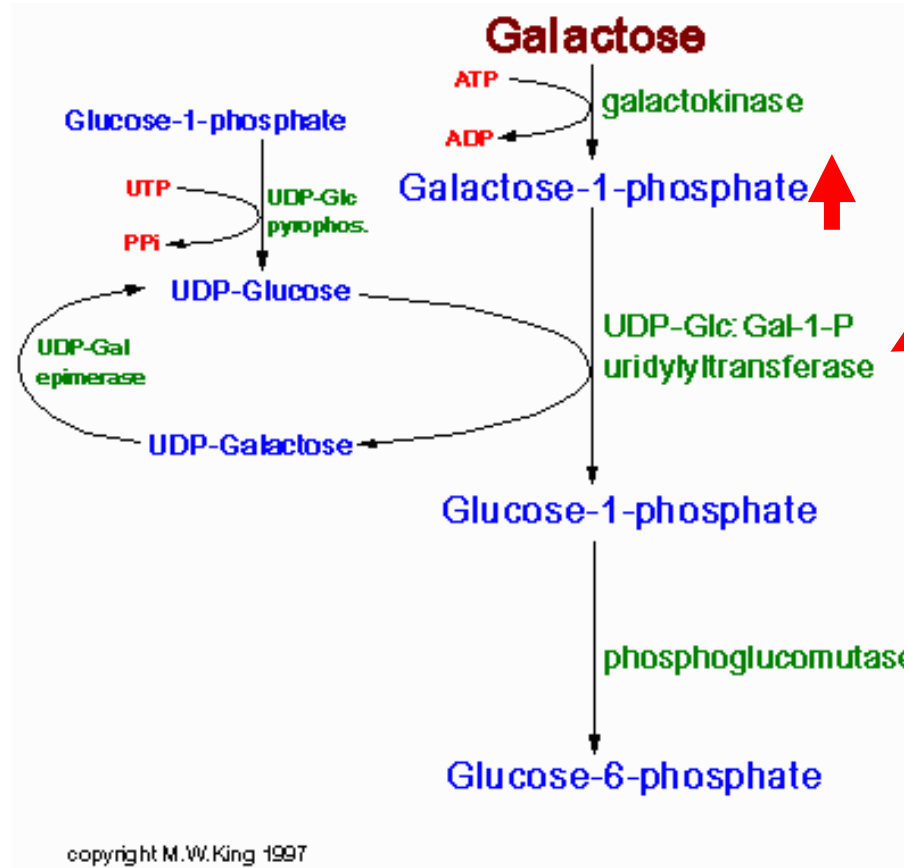 Galactose
ATP
galactokinase
ADP
Glucose-1-phosphate
Galactose-1-phosphate
UTP
UDP-Glc
pyrophos.
PPi
UDP-Glucose
UDP-Glc:Gal-1-P
uridylyltransferase
UDP-Gal
epimerase
UDP-Galactose
Glucose-1-phosphate
phosphoglucomutase
Glucose-6-phosphate
copyright M.W.King 1997